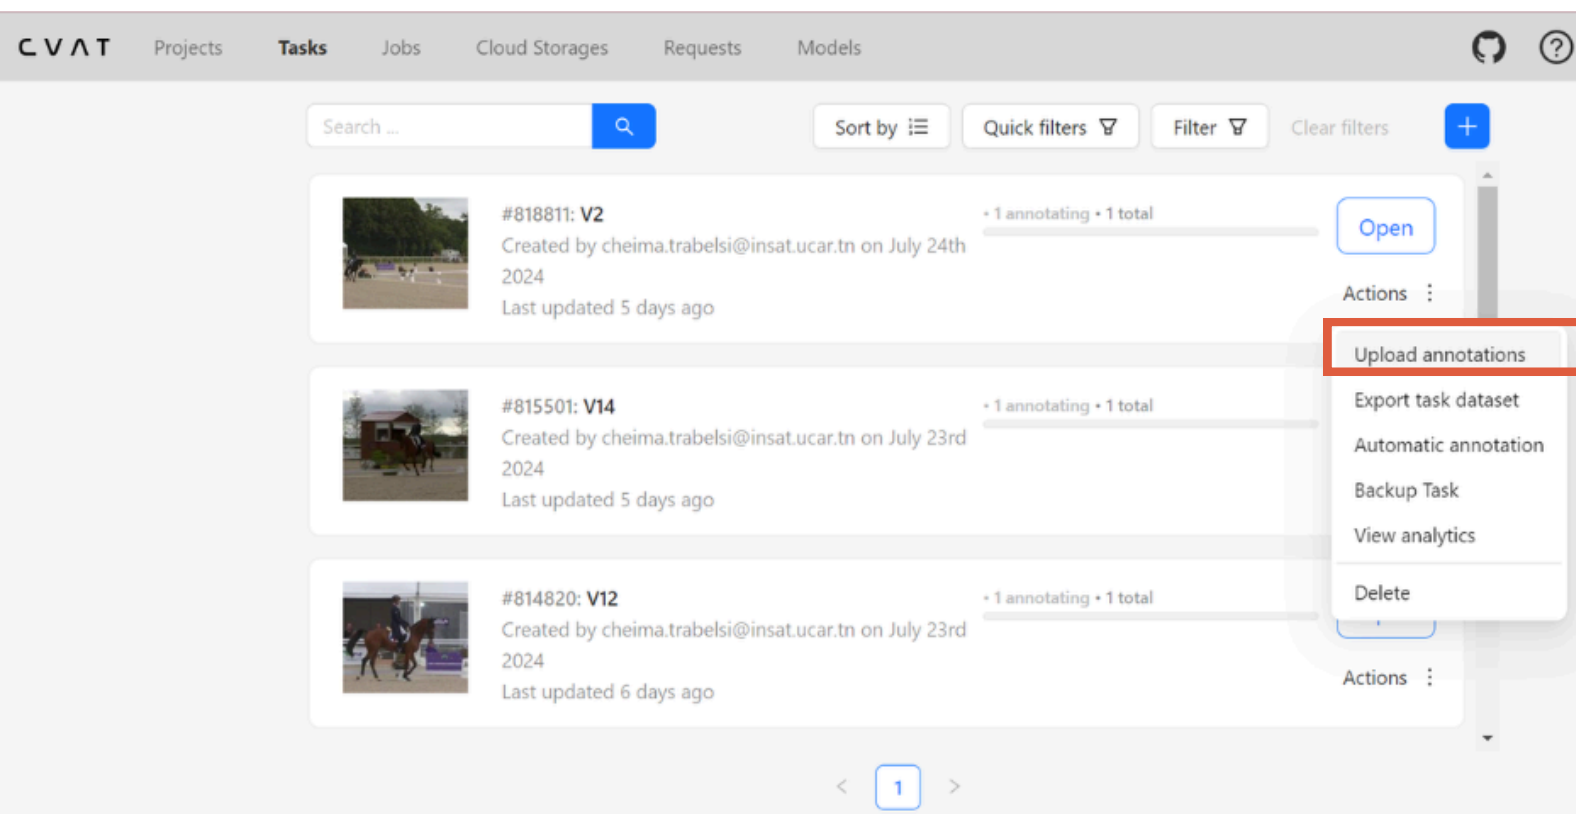 CVAT Projects Tasks Jobs Cloud Storages Requests Models
Search ... Sort by Quick filters Filter Clear filters
#818811: V2
Created by cheima.trabelsi@insat.ucar.tn on July 24th
2024
Last updated 5 days ago
• 1 annotating • 1 total
Open
Actions
Upload annotations
Export task dataset
Automatic annotation
Backup Task
View analytics
Delete
#815501: V14
Created by cheima.trabelsi@insat.ucar.tn on July 23rd
2024
Last updated 5 days ago
• 1 annotating • 1 total
#814820: V12
Created by cheima.trabelsi@insat.ucar.tn on July 23rd
2024
Last updated 6 days ago
• 1 annotating • 1 total
Actions
< 1 >